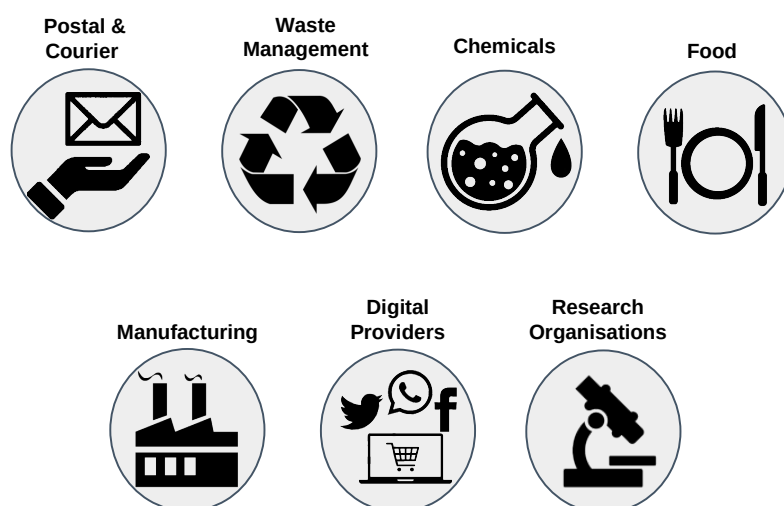 Postal &
Courier
Waste
Management
Chemicals
Food
Manufacturing
Digital
Providers
Research
Organisations